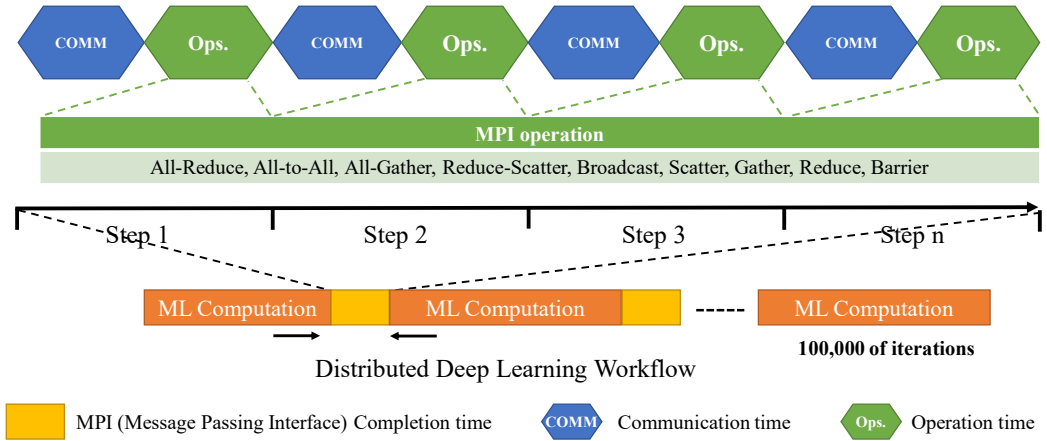 COMM Ops. COMM Ops. COMM Ops. COMM Ops.
MPI operation
All-Reduce, All-to-All, All-Gather, Reduce-Scatter, Broadcast, Scatter, Gather, Reduce, Barrier
Step 1 Step 2 Step 3 Step n
ML Computation ML Computation ML Computation
100,000 of iterations
Distributed Deep Learning Workflow
MPI (Message Passing Interface) Completion time COMM Communication time Ops. Operation time